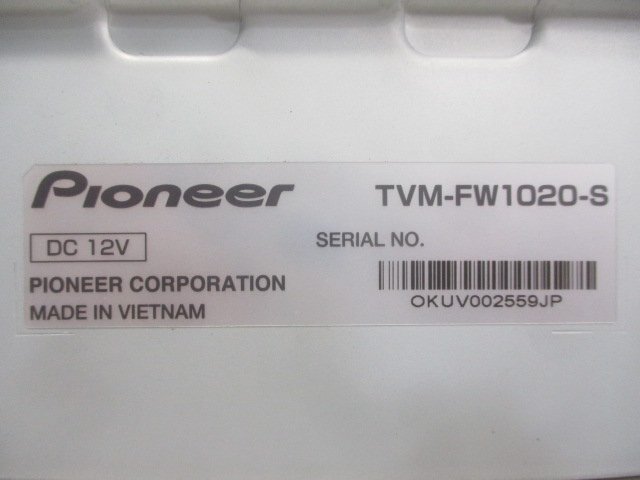 Pioneer TVM-FW1020-S
DC 12V SERIAL NO.
PIONEER CORPORATION
MADE IN VIETNAM OKUV002559JP